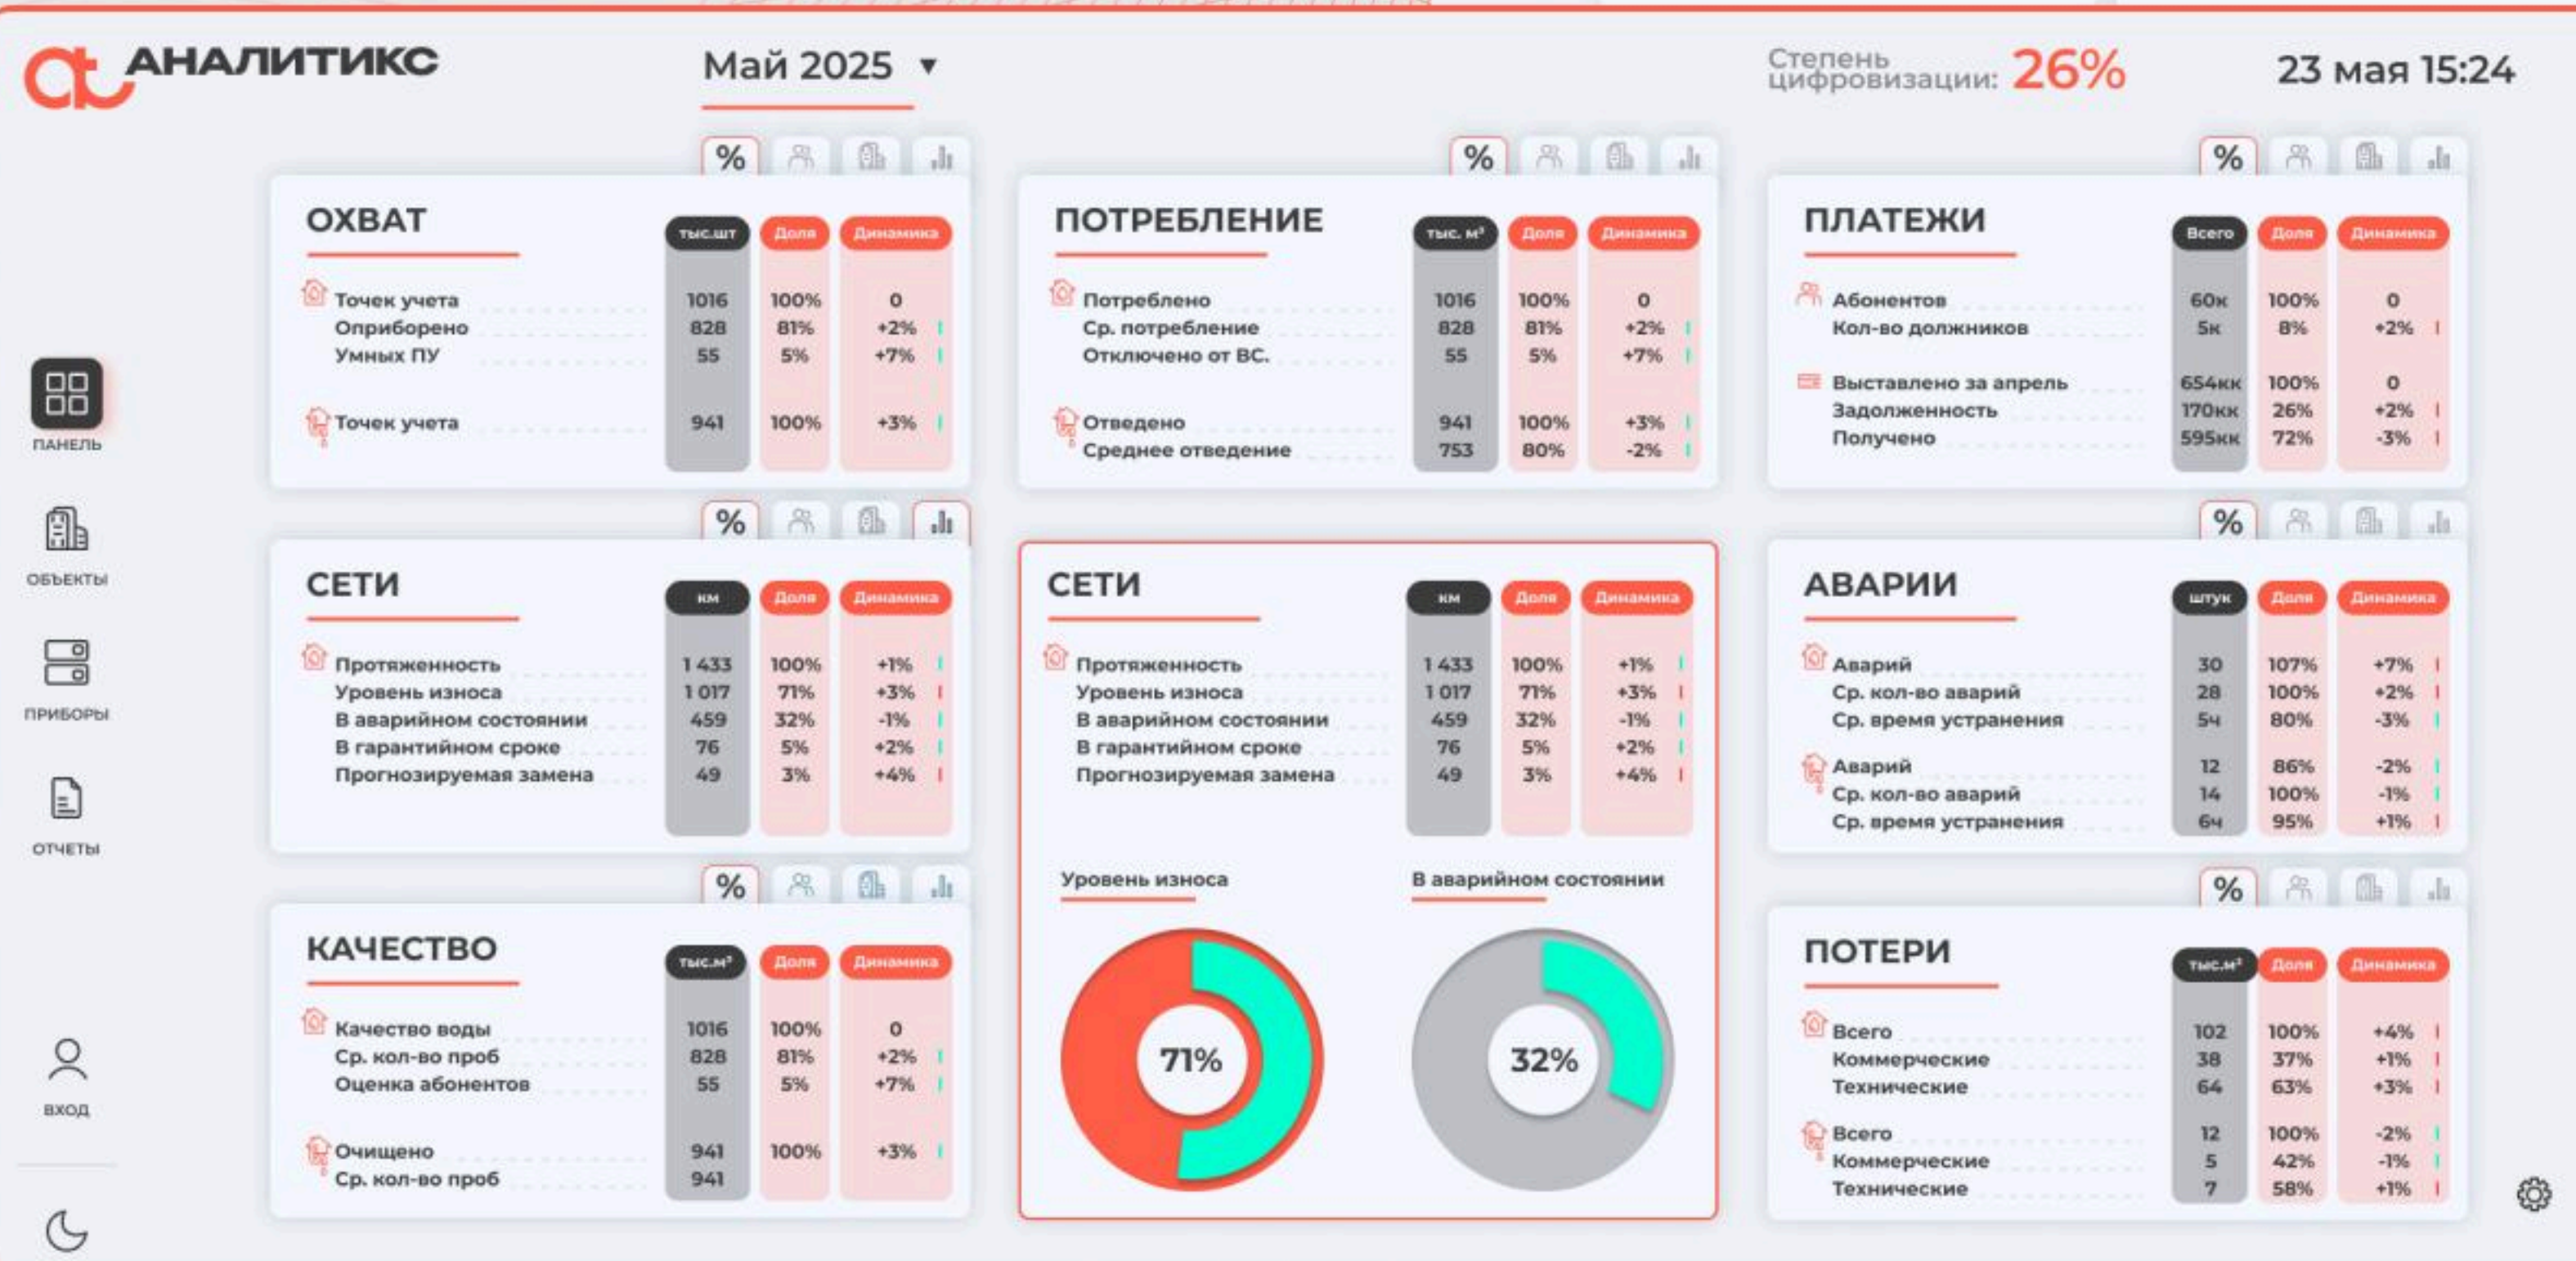 АНАЛИТИКС
Май 2025 ▼
Степень
цифровизации: 26%
23 мая 15:24
ПАНЕЛЬ
ОБЪЕКТЫ
ПРИБОРЫ
ОТЧЕТЫ
ВХОД
%
ОХВАТ тыс.шт Доля Динамика
Точек учета 1016 100% 0
Оприборено 828 81% +2%
Умных ПУ 55 5% +7%
Точек учета 941 100% +3%
%
ПОТРЕБЛЕНИЕ тыс. м³ Доля Динамика
Потреблено 1016 100% 0
Ср. потребление 828 81% +2%
Отключено от ВС. 55 5% +7%
Отведено 941 100% +3%
Среднее отведение 753 80% -2%
%
ПЛАТЕЖИ Всего Доля Динамика
Абонентов 60к 100% 0
Кол-во должников 5к 8% +2%
Выставлено за апрель 654кк 100% 0
Задолженность 170кк 26% +2%
Получено 595кк 72% -3%
%
СЕТИ км Доля Динамика
Протяженность 1 433 100% +1%
Уровень износа 1 017 71% +3%
В аварийном состоянии 459 32% -1%
В гарантийном сроке 76 5% +2%
Прогнозируемая замена 49 3% +4%
СЕТИ км Доля Динамика
Протяженность 1 433 100% +1%
Уровень износа 1 017 71% +3%
В аварийном состоянии 459 32% -1%
В гарантийном сроке 76 5% +2%
Прогнозируемая замена 49 3% +4%
Уровень износа
71%
В аварийном состоянии
32%
%
АВАРИИ штук Доля Динамика
Аварий 30 107% +7%
Ср. кол-во аварий 28 100% +2%
Ср. время устранения 5ч 80% -3%
Аварий 12 86% -2%
Ср. кол-во аварий 14 100% -1%
Ср. время устранения 6ч 95% +1%
%
КАЧЕСТВО тыс.м³ Доля Динамика
Качество воды 1016 100% 0
Ср. кол-во проб 828 81% +2%
Оценка абонентов 55 5% +7%
Очищено 941 100% +3%
Ср. кол-во проб 941
%
ПОТЕРИ тыс.м³ Доля Динамика
Всего 102 100% +4%
Коммерческие 38 37% +1%
Технические 64 63% +3%
Всего 12 100% -2%
Коммерческие 5 42% -1%
Технические 7 58% +1%